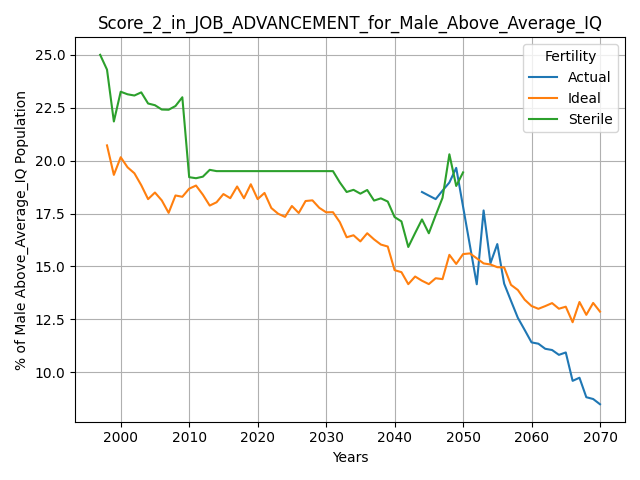 Score_2_in_JOB_ADVANCEMENT_for_Male_Above_Average_IQ
% of Male Above_Average_IQ Population
25.0
22.5
20.0
17.5
15.0
12.5
10.0
Fertility
Actual
Ideal
Sterile
2000
2010
2020
2030
2040
2050
2060
2070
Years